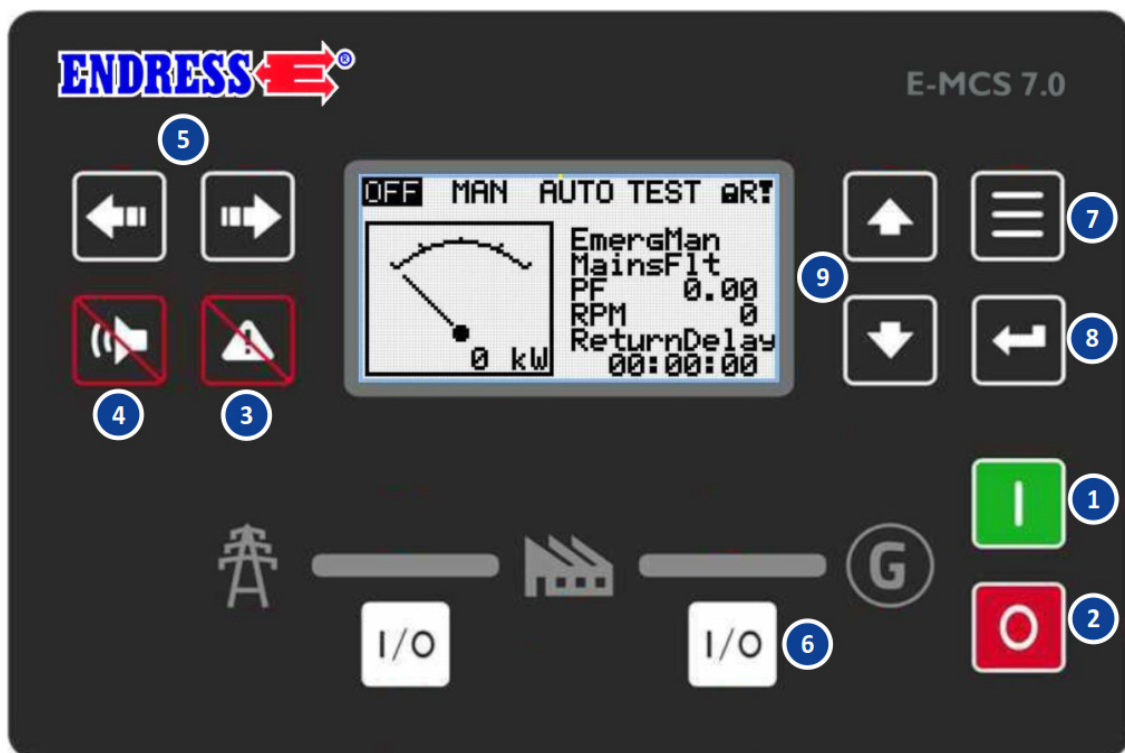 ENDRESS ®
E-MCS 7.0
5
OFF MAN AUTO TEST R!
EmergMan
MainsFlt
PF 0.00
RPM 0
ReturnDelay
00:00:00
0 kW
9
7
8
4
3
I
1
G
O
2
I/O
I/O
6